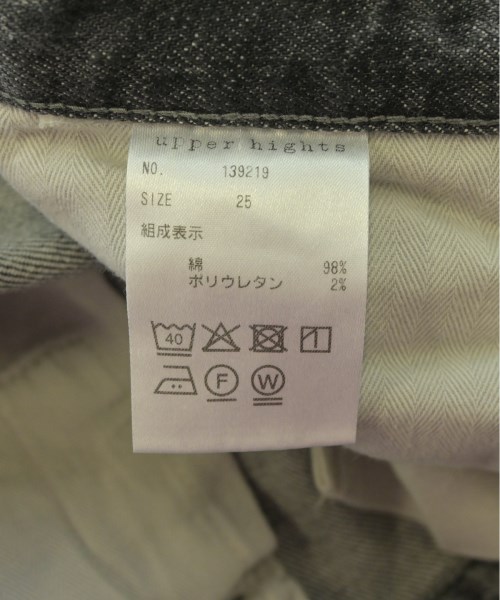 upper hights
NO. 139219
SIZE 25
組成表示
綿 98%
ポリウレタン 2%
40
F W